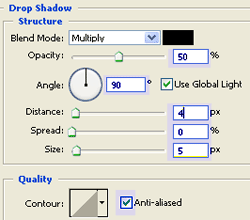 Drop Shadow
Structure
Blend Mode: Multiply
Opacity: 50 %
Angle: 90 ° Use Global Light
Distance: 4 px
Spread: 0 %
Size: 5 px
Quality
Contour: Anti-aliased